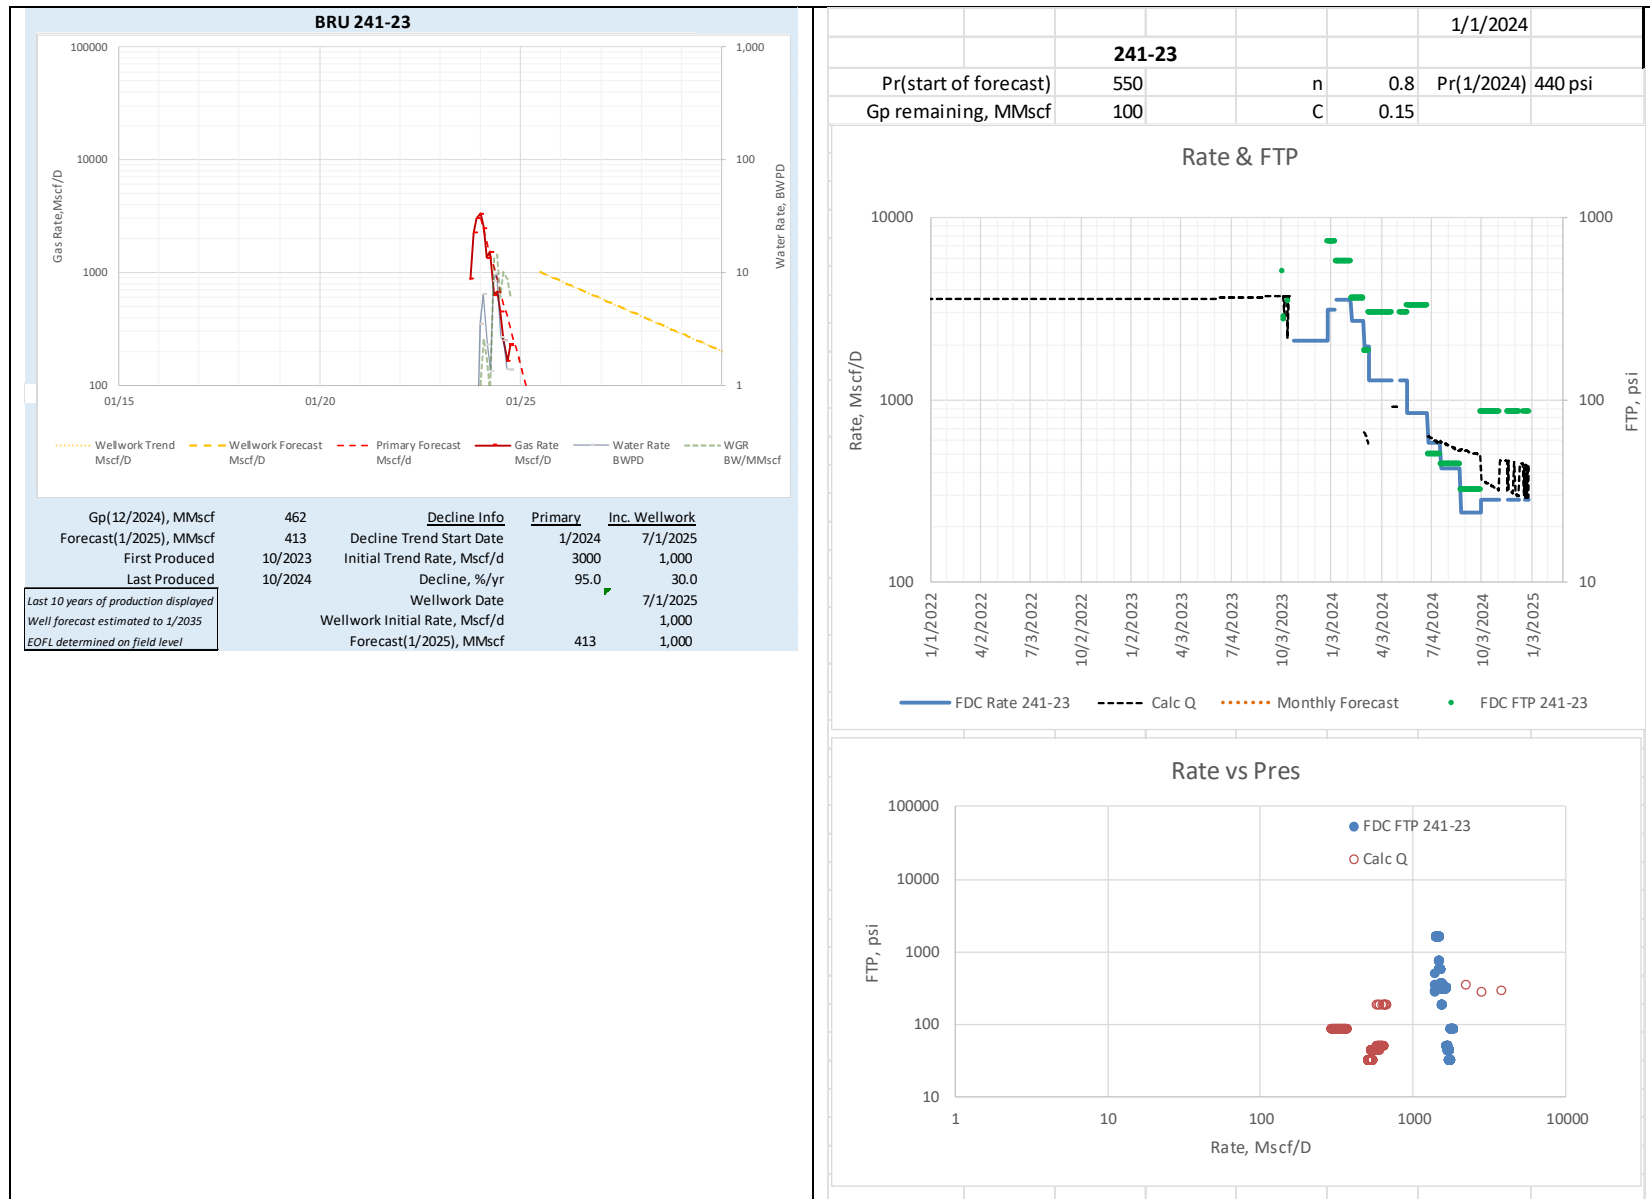 BRU 241-23
100000
10000
1000
100
Gas Rate,Mscf/D
1,000
100
10
1
Water Rate, BWPD
01/15
01/20
01/25
Wellwork Trend Mscf/D
Wellwork Forecast Mscf/D
Primary Forecast Mscf/d
Gas Rate Mscf/D
Water Rate BWPD
WGR BW/MMscf
Gp(12/2024), MMscf 462 Decline Info Primary Inc. Wellwork
Forecast(1/2025), MMscf 413 Decline Trend Start Date 1/2024 7/1/2025
First Produced 10/2023 Initial Trend Rate, Mscf/d 3000 1,000
Last Produced 10/2024 Decline, %/yr 95.0 30.0
Last 10 years of production displayed Wellwork Date 7/1/2025
Well forecast estimated to 1/2035 Wellwork Initial Rate, Mscf/d 1,000
EOFL determined on field level Forecast(1/2025), MMscf 413 1,000
1/1/2024
241-23
Pr(start of forecast) 550 n 0.8 Pr(1/2024) 440 psi
Gp remaining, MMscf 100 C 0.15
Rate & FTP
10000
1000
100
Rate, Mscf/D
1000
100
10
FTP, psi
1/1/2022
4/2/2022
7/3/2022
10/2/2022
1/2/2023
4/3/2023
7/4/2023
10/3/2023
1/3/2024
4/3/2024
7/4/2024
10/3/2024
1/3/2025
FDC Rate 241-23
Calc Q
Monthly Forecast
FDC FTP 241-23
Rate vs Pres
100000
10000
1000
100
10
FTP, psi
FDC FTP 241-23
Calc Q
1
10
100
1000
10000
Rate, Mscf/D